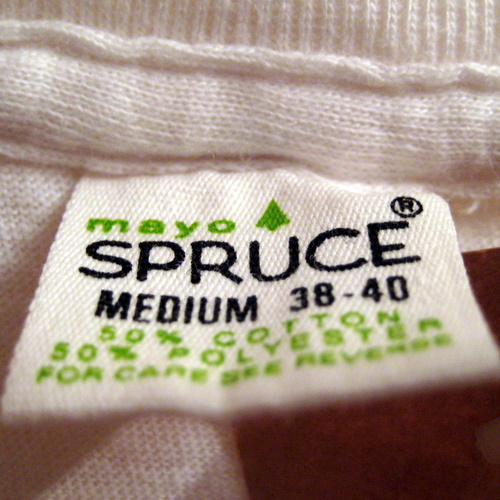 mayo
SPRUCE®
MEDIUM 38-40
50% COTTON
50% POLYESTER
FOR CARE SEE REVERSE